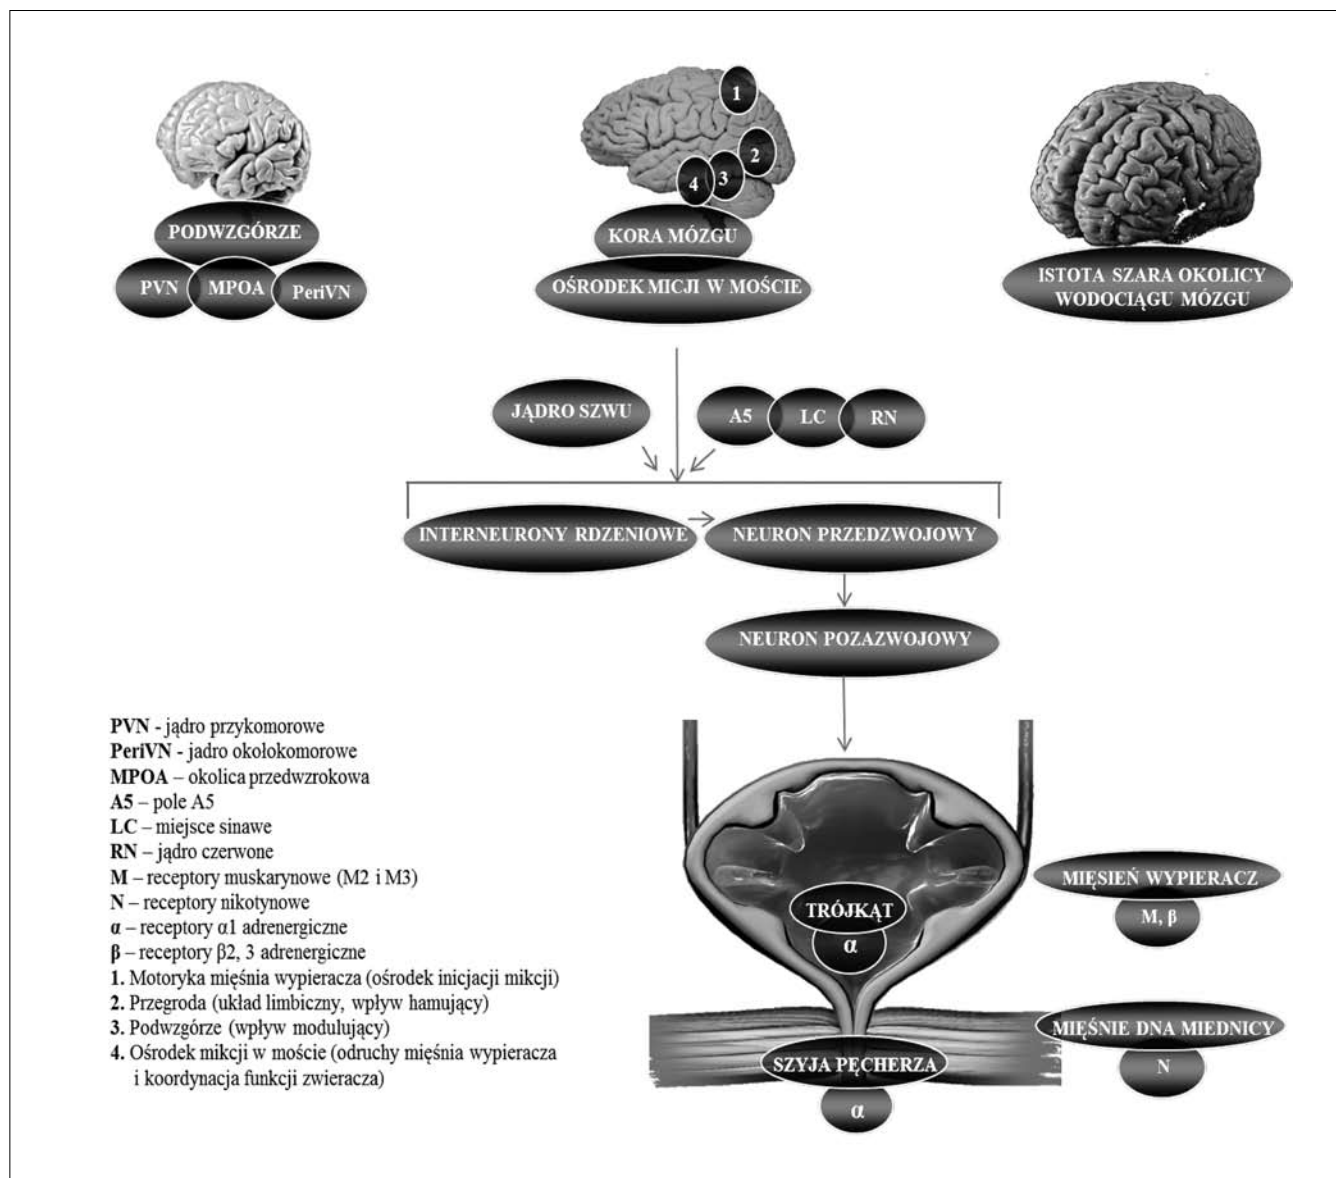 PODWZGÓRZE
PVN
MPOA
PeriVN
1
2
3
4
KORA MÓZGU
OŚRODEK MICJI W MOŚCIE
ISTOTA SZARA OKOLICY
WODOCIĄGU MÓZGU
JĄDRO SZWU
A5
LC
RN
INTERNEURONY RDZENIOWE
NEURON PRZEDZWOJOWY
NEURON POZAZWOJOWY
PVN - jądro przykomorowe
PeriVN - jadro okołokomorowe
MPOA – okolica przedwzrokowa
A5 – pole A5
LC – miejsce sinawe
RN – jądro czerwone
M – receptory muskarynowe (M2 i M3)
N – receptory nikotynowe
α – receptory α1 adrenergiczne
β – receptory β2, 3 adrenergiczne
1. Motoryka mięśnia wypieracza (ośrodek inicjacji mikcji)
2. Przegroda (układ limbiczny, wpływ hamujący)
3. Podwzgórze (wpływ modulujący)
4. Ośrodek mikcji w moście (odruchy mięśnia wypieracza
i koordynacja funkcji zwieracza)
TRÓJKĄT
α
MIĘSIEŃ WYPIERACZ
M, β
MIĘŚNIE DNA MIEDNICY
N
SZYJA PĘCHERZA
α